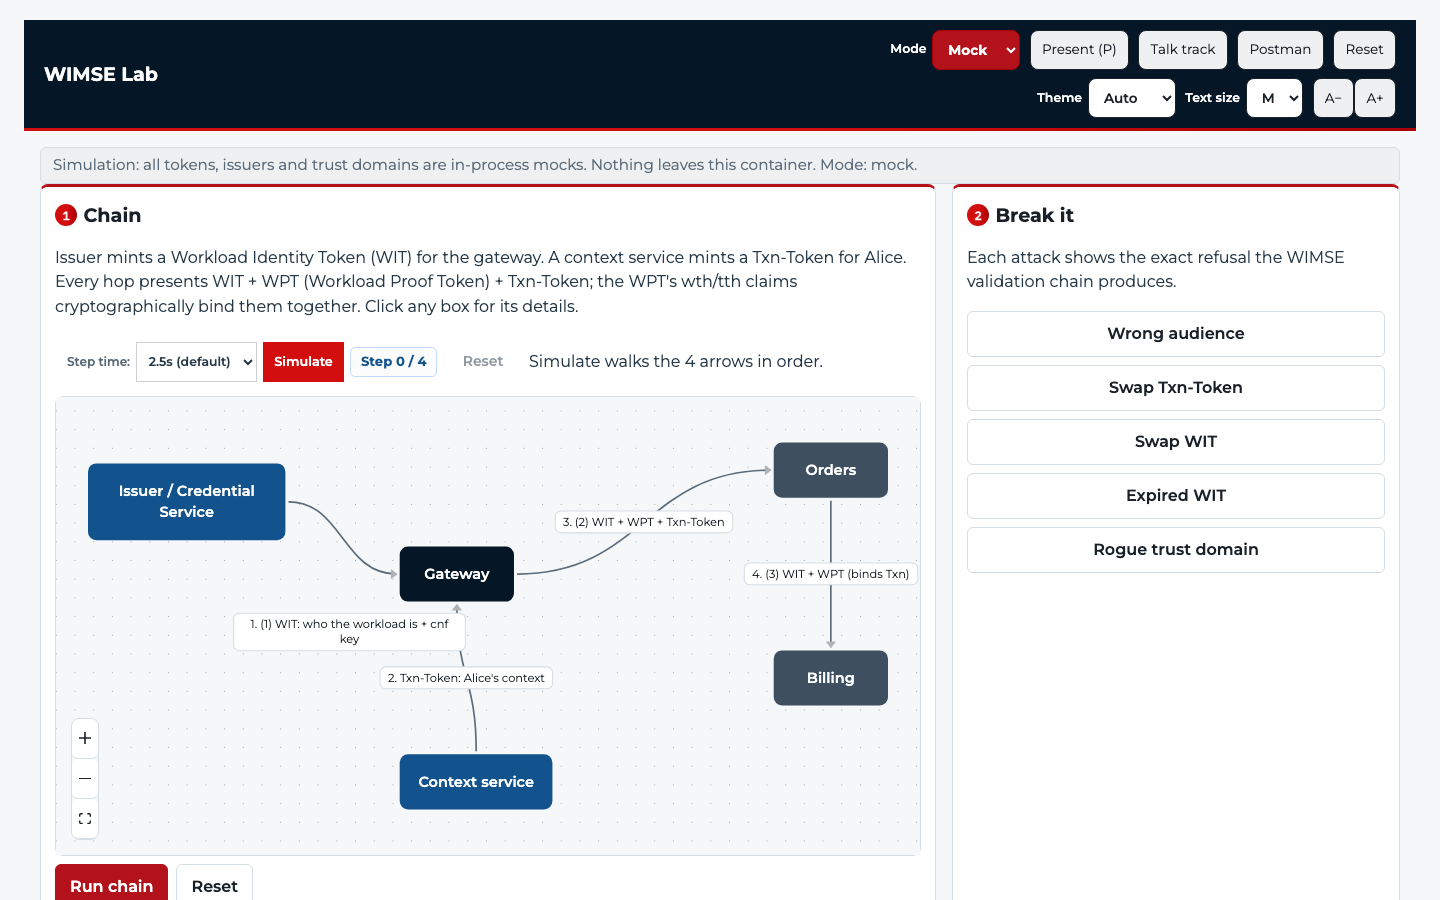 WIMSE Lab
Mode Mock Present (P) Talk track Postman Reset
Theme Auto Text size M A− A+
Simulation: all tokens, issuers and trust domains are in-process mocks. Nothing leaves this container. Mode: mock.
1 Chain
Issuer mints a Workload Identity Token (WIT) for the gateway. A context service mints a Txn-Token for Alice.
Every hop presents WIT + WPT (Workload Proof Token) + Txn-Token; the WPT's wth/tth claims
cryptographically bind them together. Click any box for its details.
Step time: 2.5s (default) Simulate Step 0 / 4 Reset Simulate walks the 4 arrows in order.
Issuer / Credential
Service
Gateway
Orders
3. (2) WIT + WPT + Txn-Token
4. (3) WIT + WPT (binds Txn)
1. (1) WIT: who the workload is + cnf
key
2. Txn-Token: Alice's context
Billing
Context service
Run chain Reset
2 Break it
Each attack shows the exact refusal the WIMSE
validation chain produces.
Wrong audience
Swap Txn-Token
Swap WIT
Expired WIT
Rogue trust domain